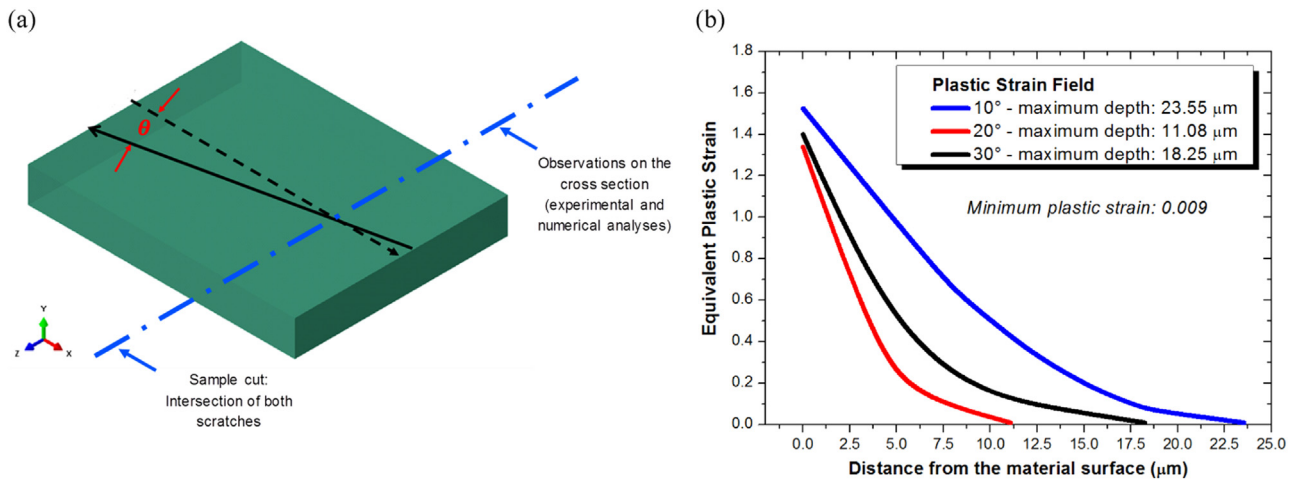 (a)
θ
Observations on the
cross section
(experimental and
numerical analyses)
Sample cut:
Intersection of both
scratches
Y
Z
X
(b)
Equivalent Plastic Strain
1.8
1.6
1.4
1.2
1.0
0.8
0.6
0.4
0.2
0.0
Plastic Strain Field
10° - maximum depth: 23.55 μm
20° - maximum depth: 11.08 μm
30° - maximum depth: 18.25 μm
Minimum plastic strain: 0.009
0.0 2.5 5.0 7.5 10.0 12.5 15.0 17.5 20.0 22.5 25.0
Distance from the material surface (μm)